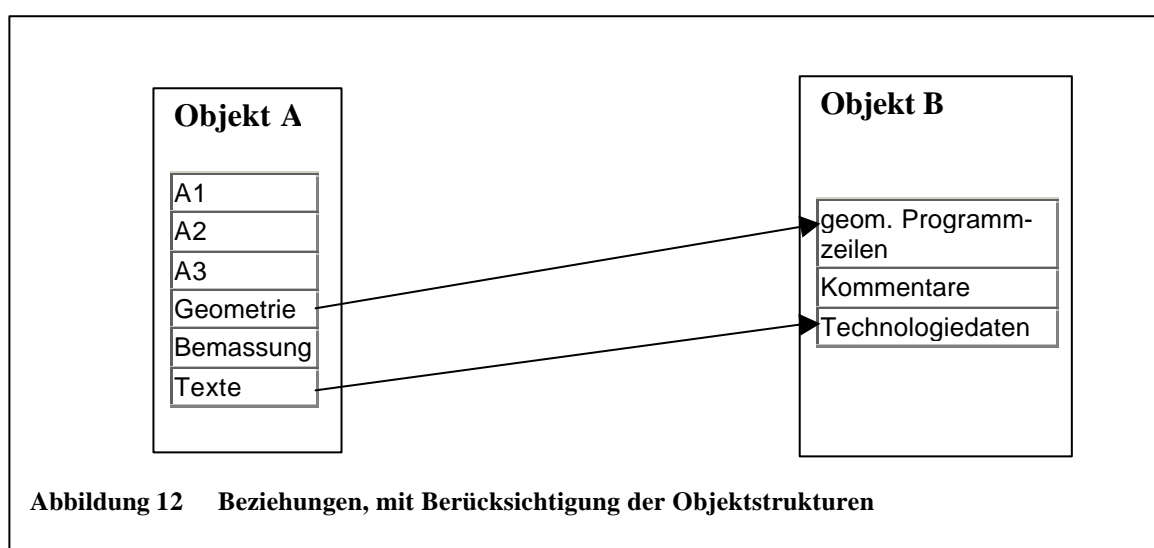 Objekt A
A1
A2
A3
Geometrie
Bemassung
Texte
Objekt B
geom. Programm-
zeilen
Kommentare
Technologiedaten
Abbildung 12 Beziehungen, mit Berücksichtigung der Objektstrukturen